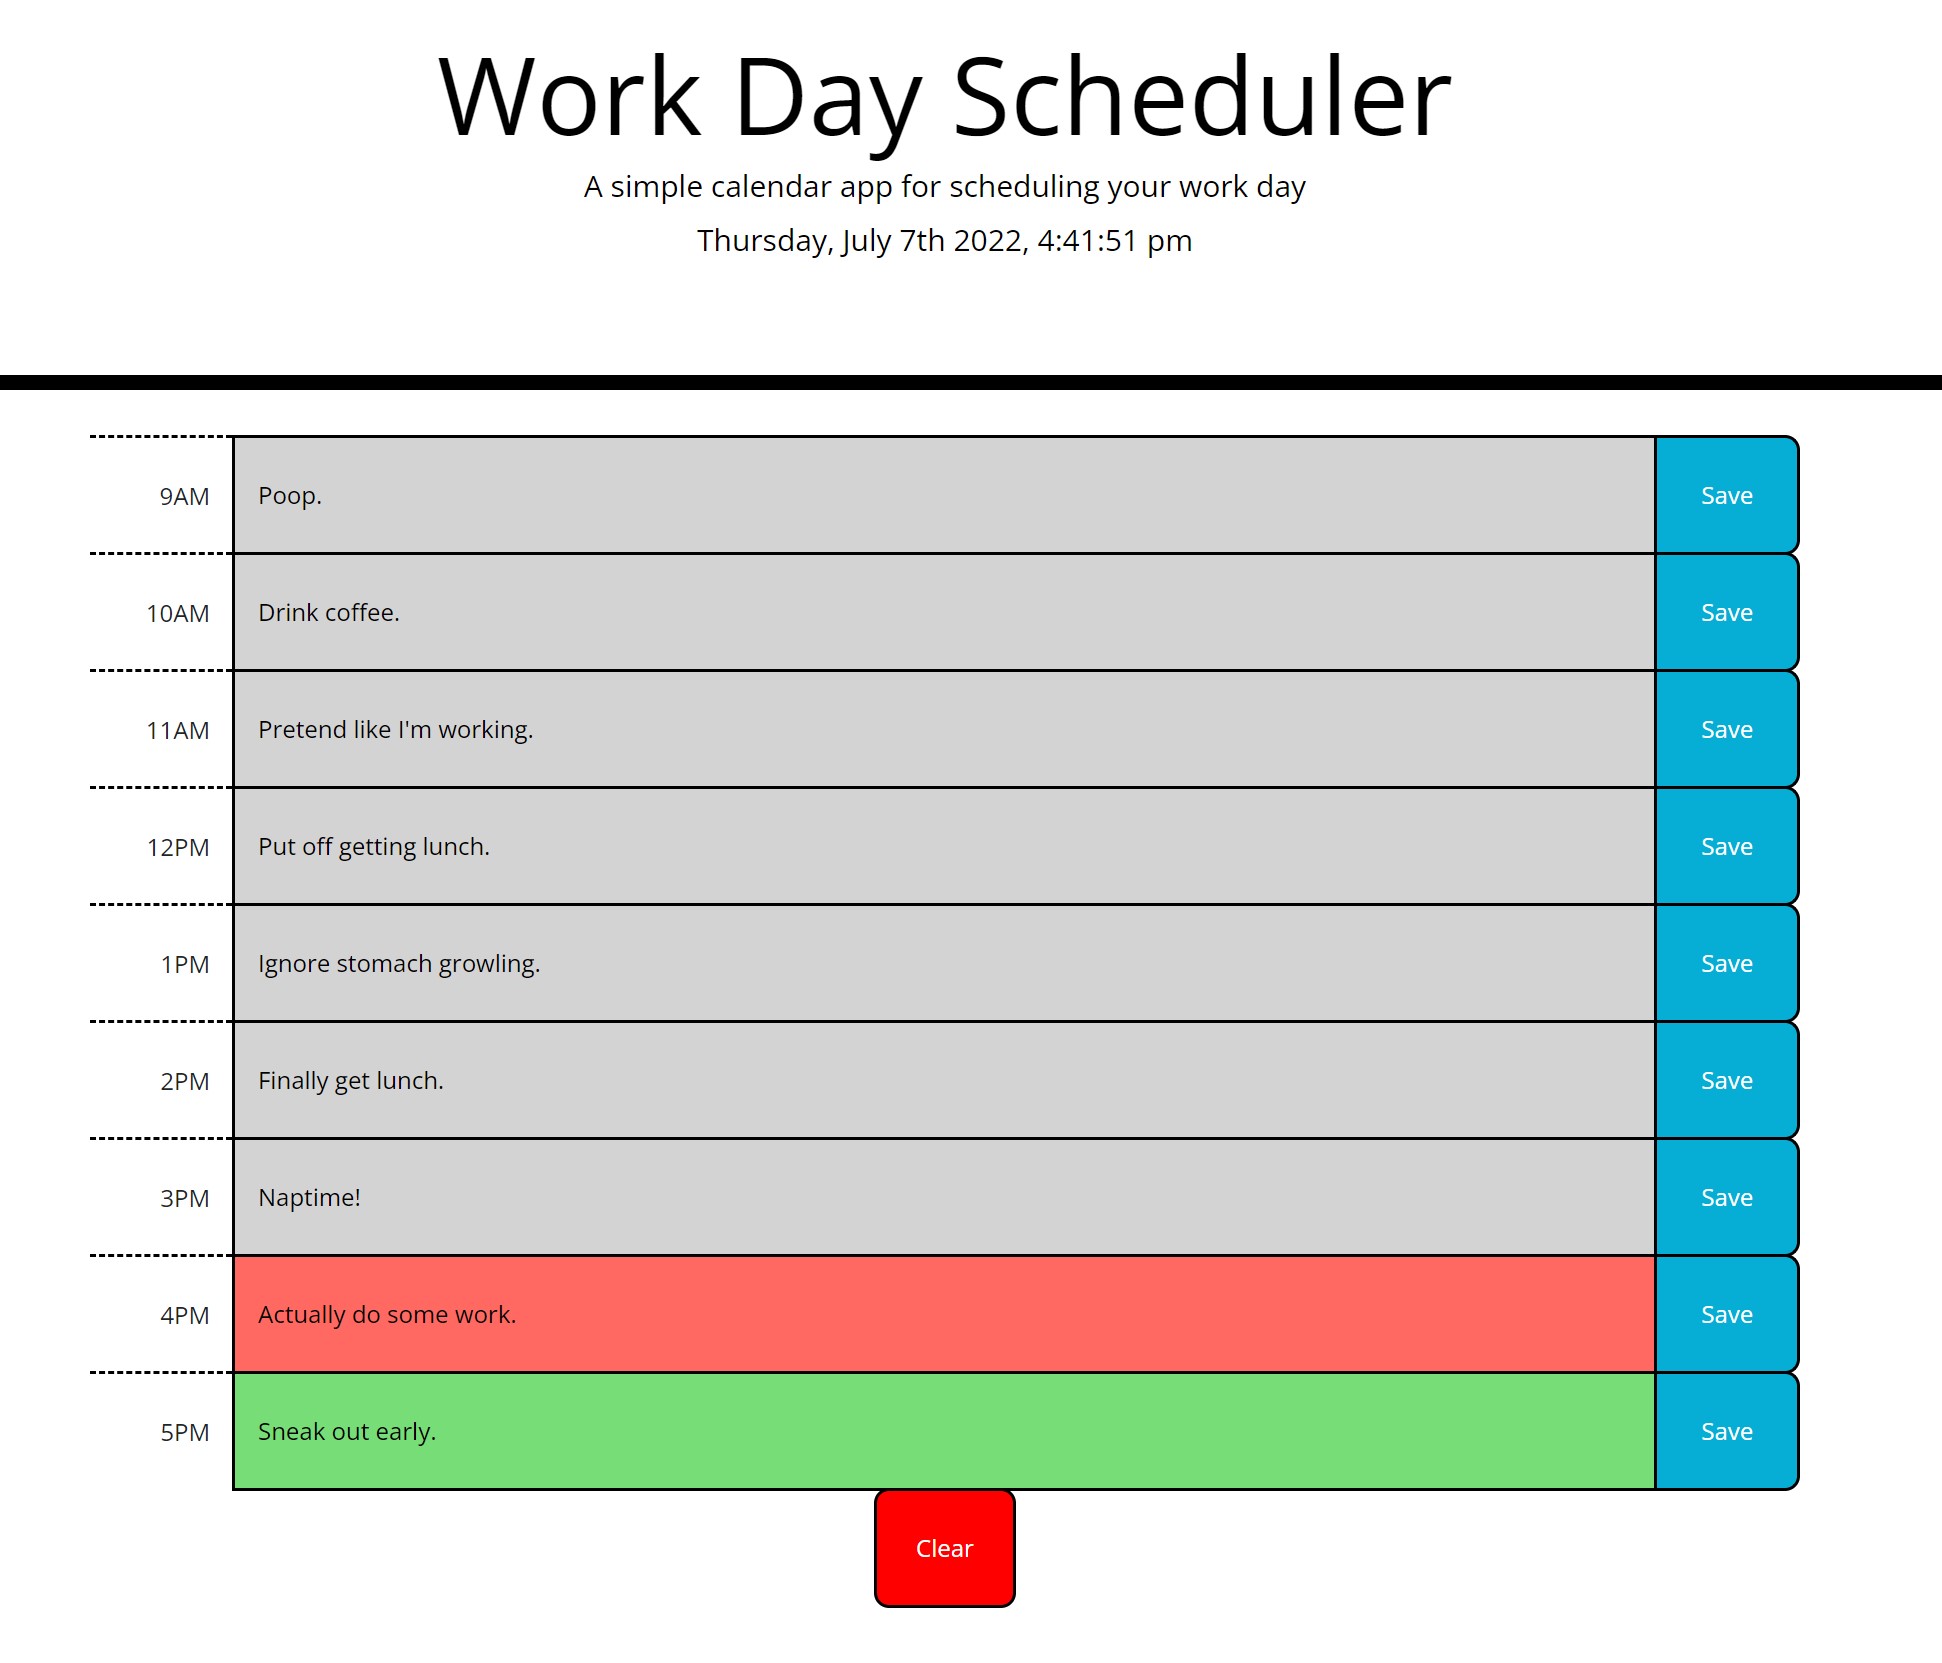 Work Day Scheduler
A simple calendar app for scheduling your work day
Thursday, July 7th 2022, 4:41:51 pm
9AM Poop. Save
10AM Drink coffee. Save
11AM Pretend like I'm working. Save
12PM Put off getting lunch. Save
1PM Ignore stomach growling. Save
2PM Finally get lunch. Save
3PM Naptime! Save
4PM Actually do some work. Save
5PM Sneak out early. Save
Clear